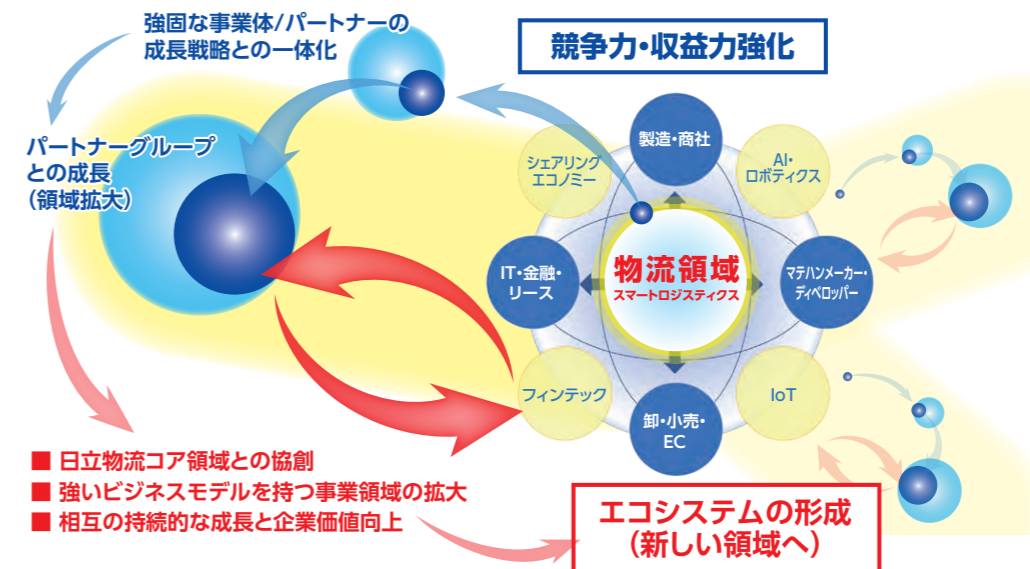 強固な事業体/パートナーの
成長戦略との一体化
競争力・収益力強化
パートナーグループ
との成長
（領域拡大）
シェアリング
エコノミー
製造・商社
AI・
ロボティクス
IT・金融・
リース
物流領域
スマートロジスティクス
マテハンメーカー・
ディベロッパー
フィンテック
卸・小売・
EC
IoT
■ 日立物流コア領域との協創
■ 強いビジネスモデルを持つ事業領域の拡大
■ 相互の持続的な成長と企業価値向上
エコシステムの形成
（新しい領域へ）